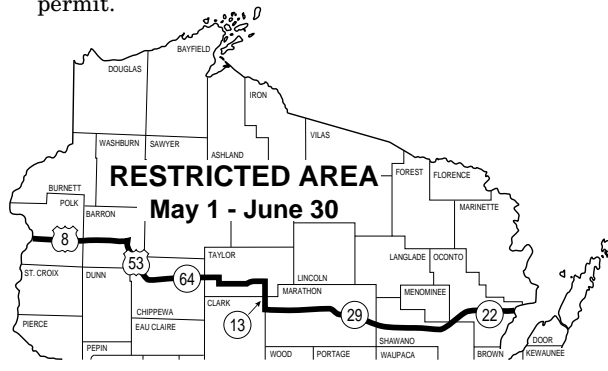 permit.
BAYFIELD
DOUGLAS
IRON
VILAS
WASHBURN SAWYER
ASHLAND
RESTRICTED AREA
May 1 - June 30
FOREST FLORENCE
BURNETT
POLK
BARRON
MARINETTE
8
53
64
TAYLOR
LANGLADE OCONTO
ST. CROIX
DUNN
LINCOLN
MARATHON
MENOMINEE
CLARK
CHIPPEWA
EAU CLAIRE
13
29
22
PIERCE
PEPIN
WOOD
PORTAGE
SHAWANO
WAUPACA
BROWN
DOOR
KEWAUNEE